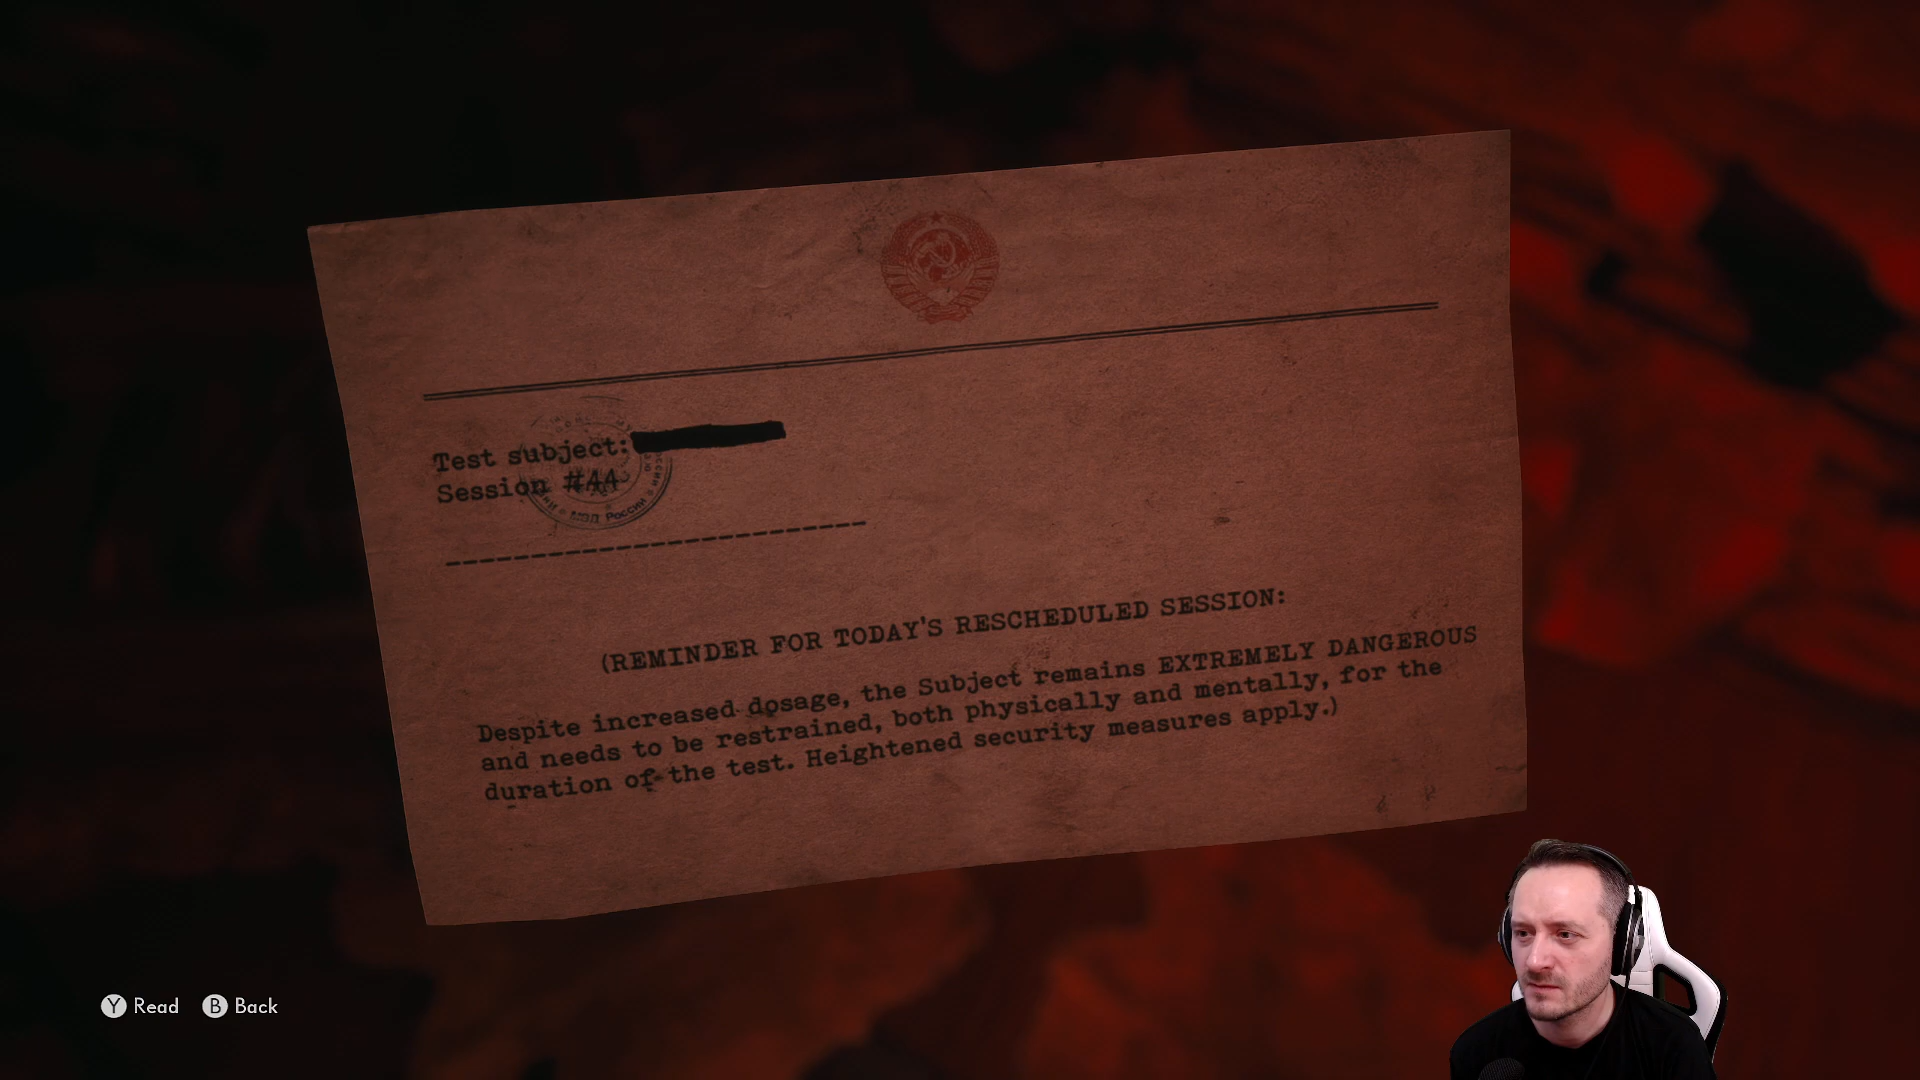 Test subject:
Session #44
МВД России
(REMINDER FOR TODAY'S RESCHEDULED SESSION:
Despite increased dosage, the Subject remains EXTREMELY DANGEROUS
and needs to be restrained, both physically and mentally, for the
duration of the test. Heightened security measures apply.)
Y Read B Back